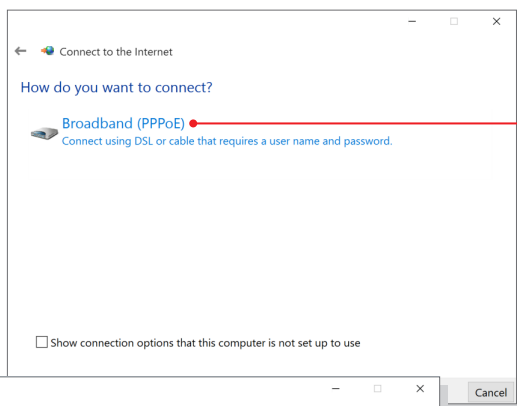 Connect to the Internet
How do you want to connect?
Broadband (PPPoE)
Connect using DSL or cable that requires a user name and password.
Show connection options that this computer is not set up to use
Cancel